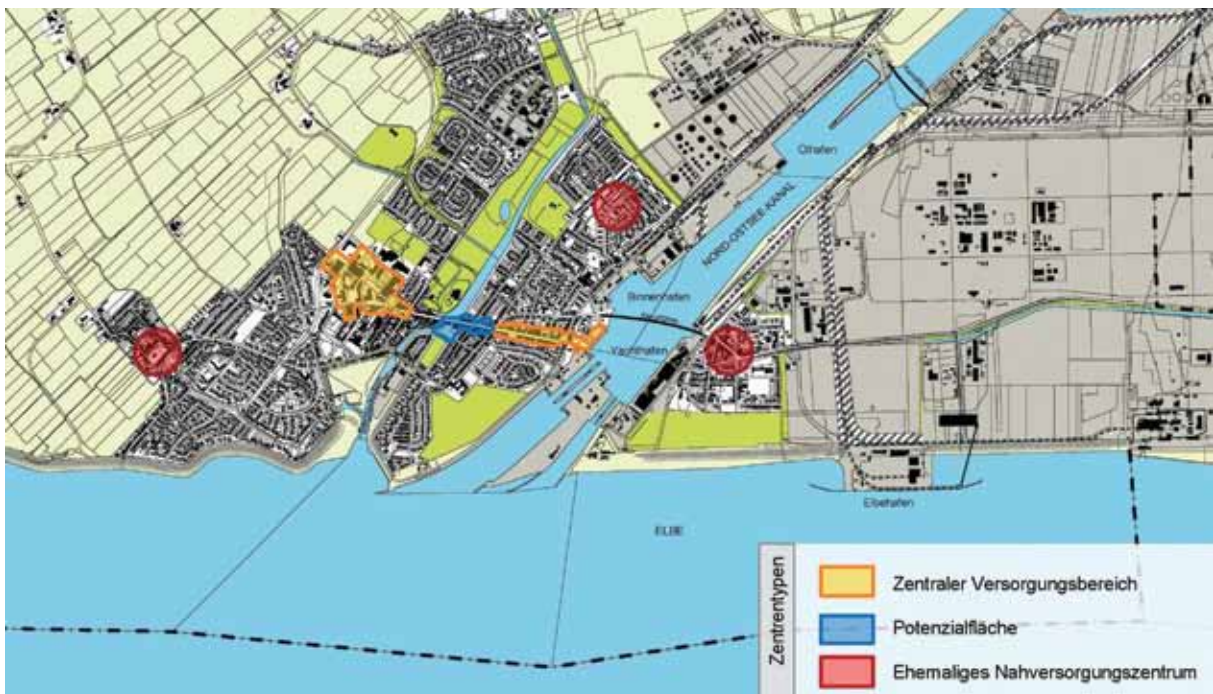 Ölhafen
NORD-OSTSEE-KANAL
Binnenhafen
Yachthafen
Elbehafen
ELBE
Zentrentypen
Zentraler Versorgungsbereich
Potenzialfläche
Ehemaliges Nahversorgungszentrum